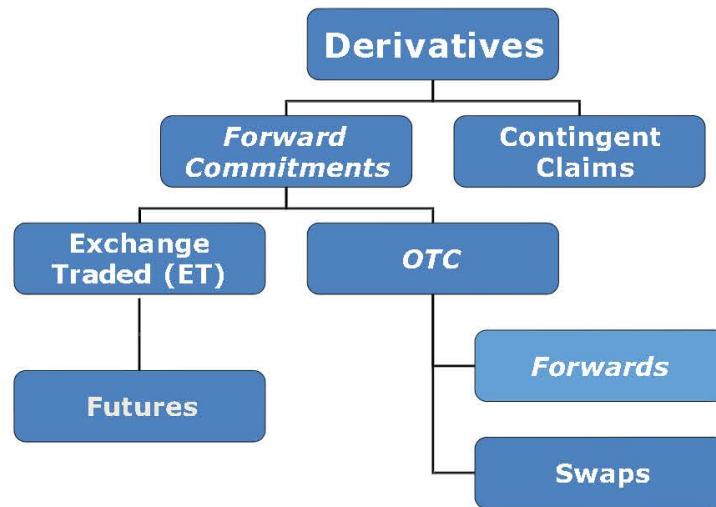 Derivatives
Forward
Commitments
Contingent
Claims
Exchange
Traded (ET)
OTC
Forwards
Futures
Swaps